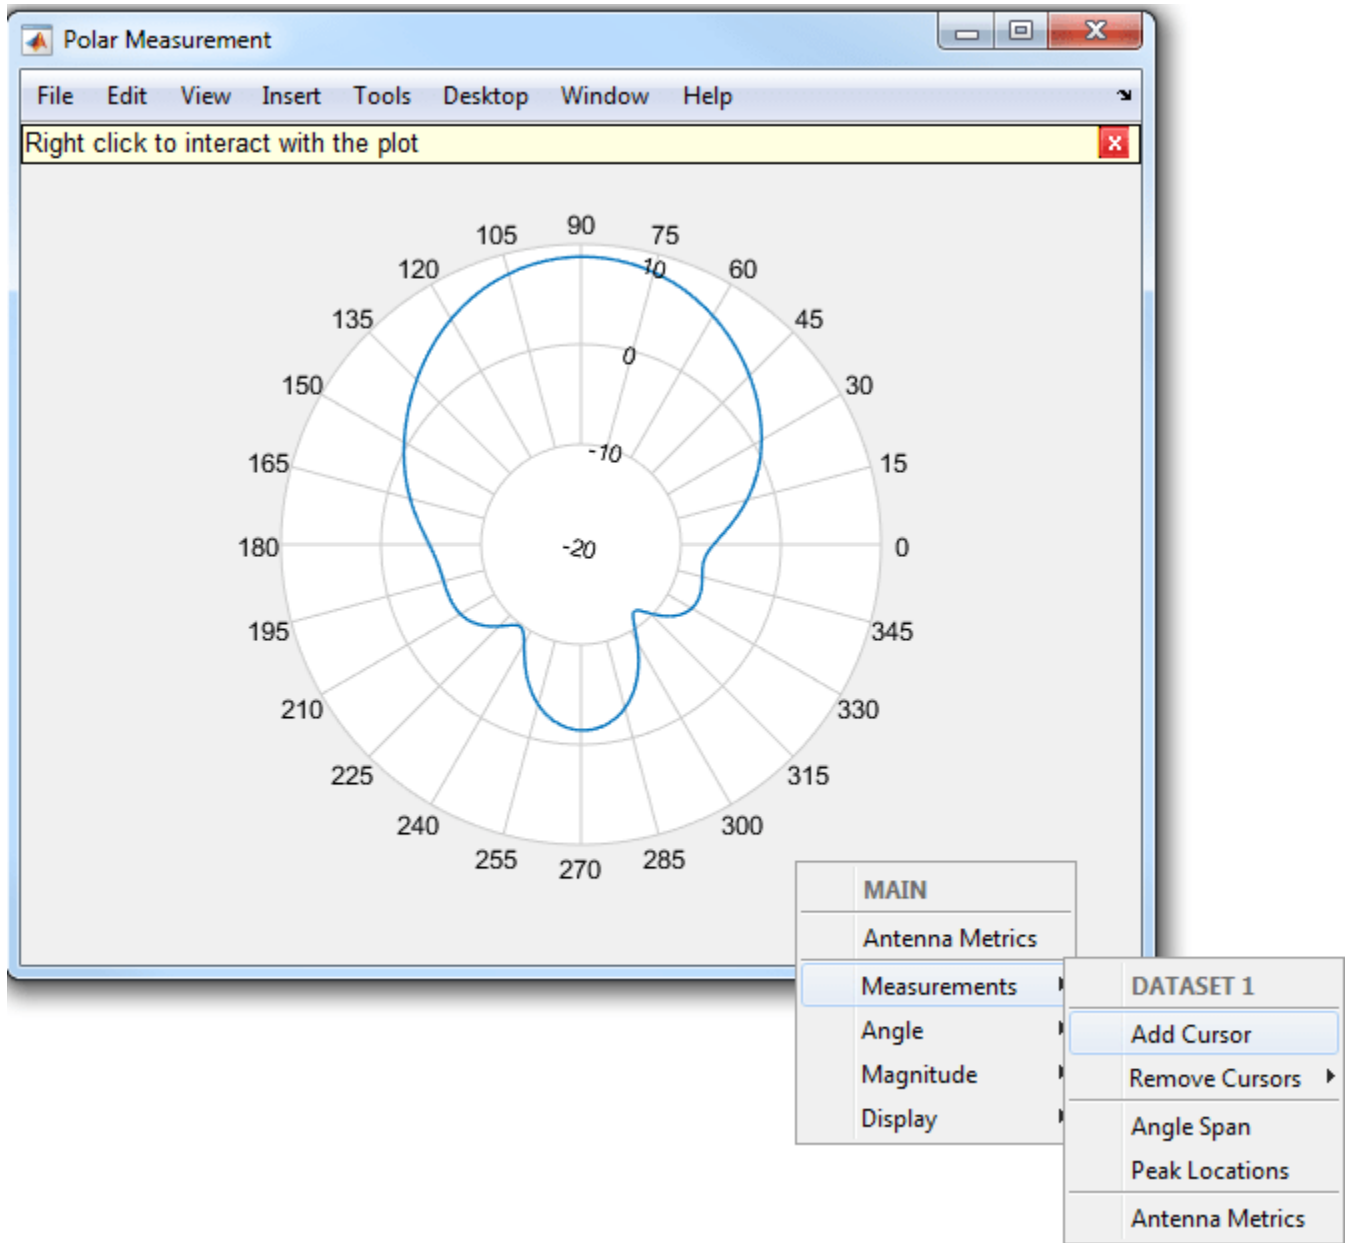 Polar Measurement
File Edit View Insert Tools Desktop Window Help
Right click to interact with the plot
105 90 75
120 10 60
135 45
0
150 30
-10
165 15
180 -20 0
195 345
210 330
225 315
240 300
255 270 285
MAIN
Antenna Metrics
Measurements
Angle
Magnitude
Display
DATASET 1
Add Cursor
Remove Cursors
Angle Span
Peak Locations
Antenna Metrics